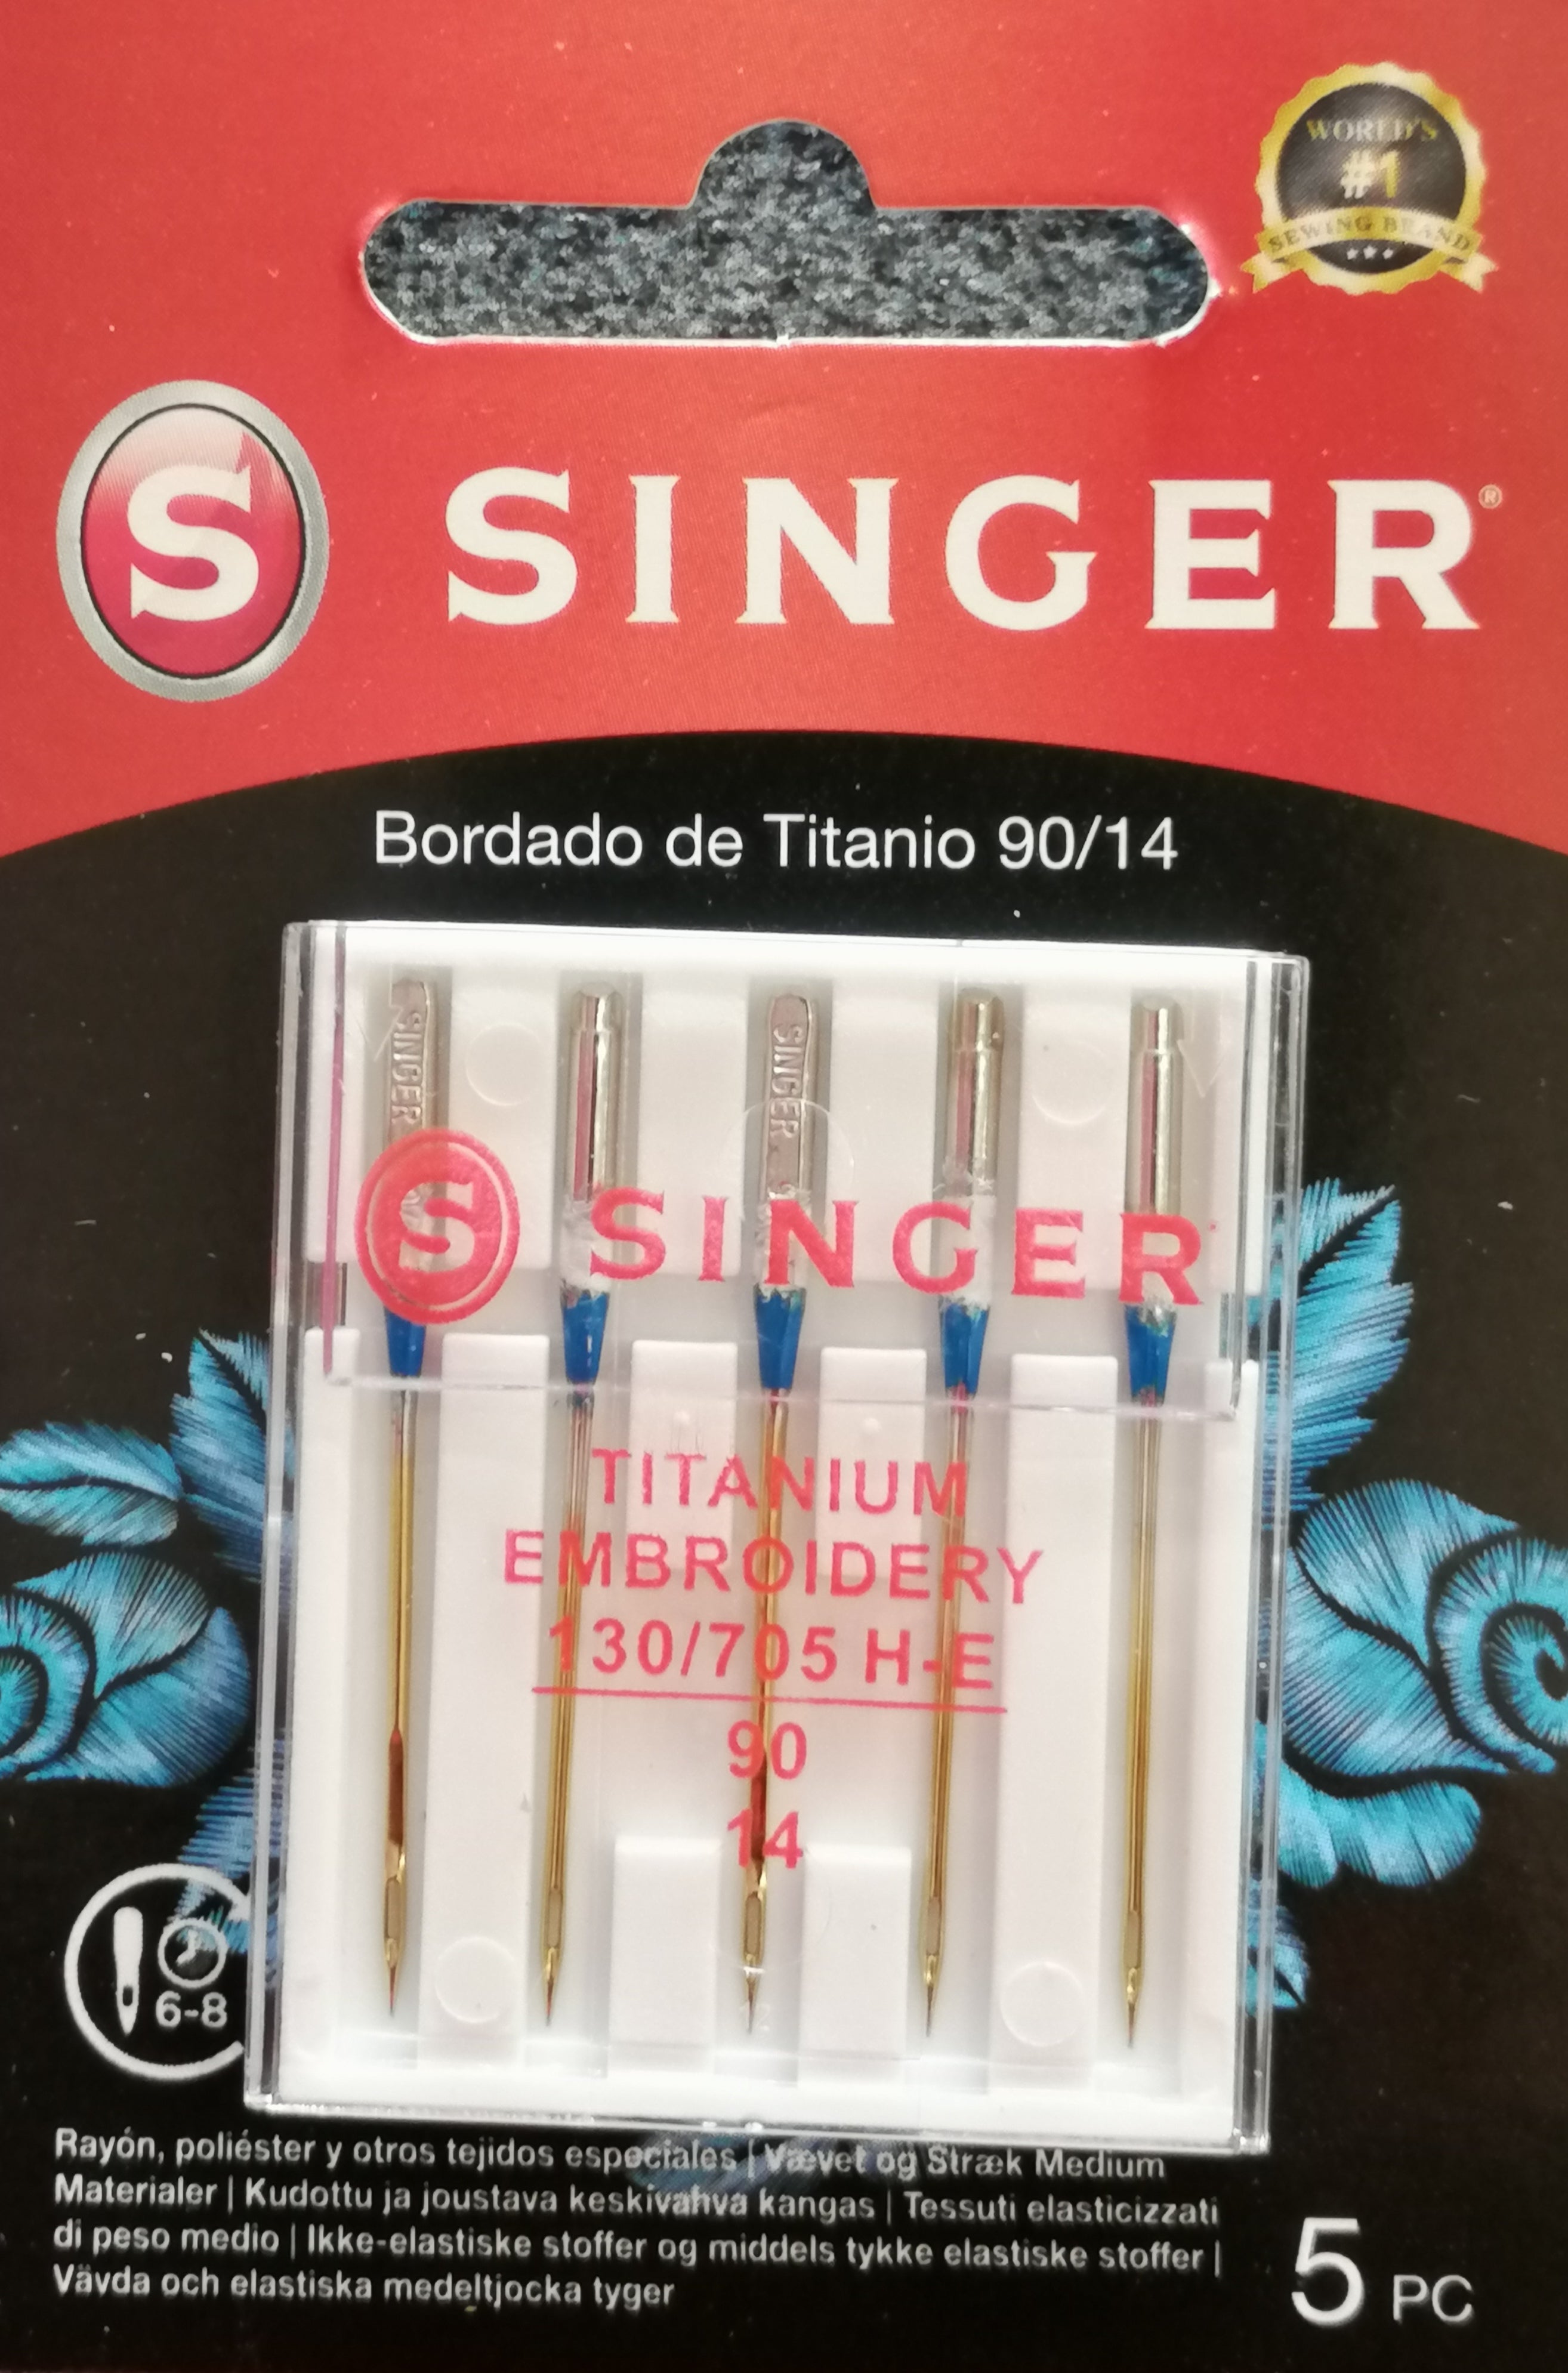 WORLD'S
#1
SEWING BRAND
S SINGER®
Bordado de Titanio 90/14
SINGER
SINGER
S SINGER
TITANIUM
EMBROIDERY
130/705 H-E
90
14
6-8
Rayón, poliéster y otros tejidos especiales | Vævet og Stræk Medium
Materialer | Kudottu ja joustava keskivahva kangas | Tessuti elasticizzati
di peso medio | Ikke-elastiske stoffer og middels tykke elastiske stoffer |
Vävda och elastiska medeltjocka tyger
5 PC